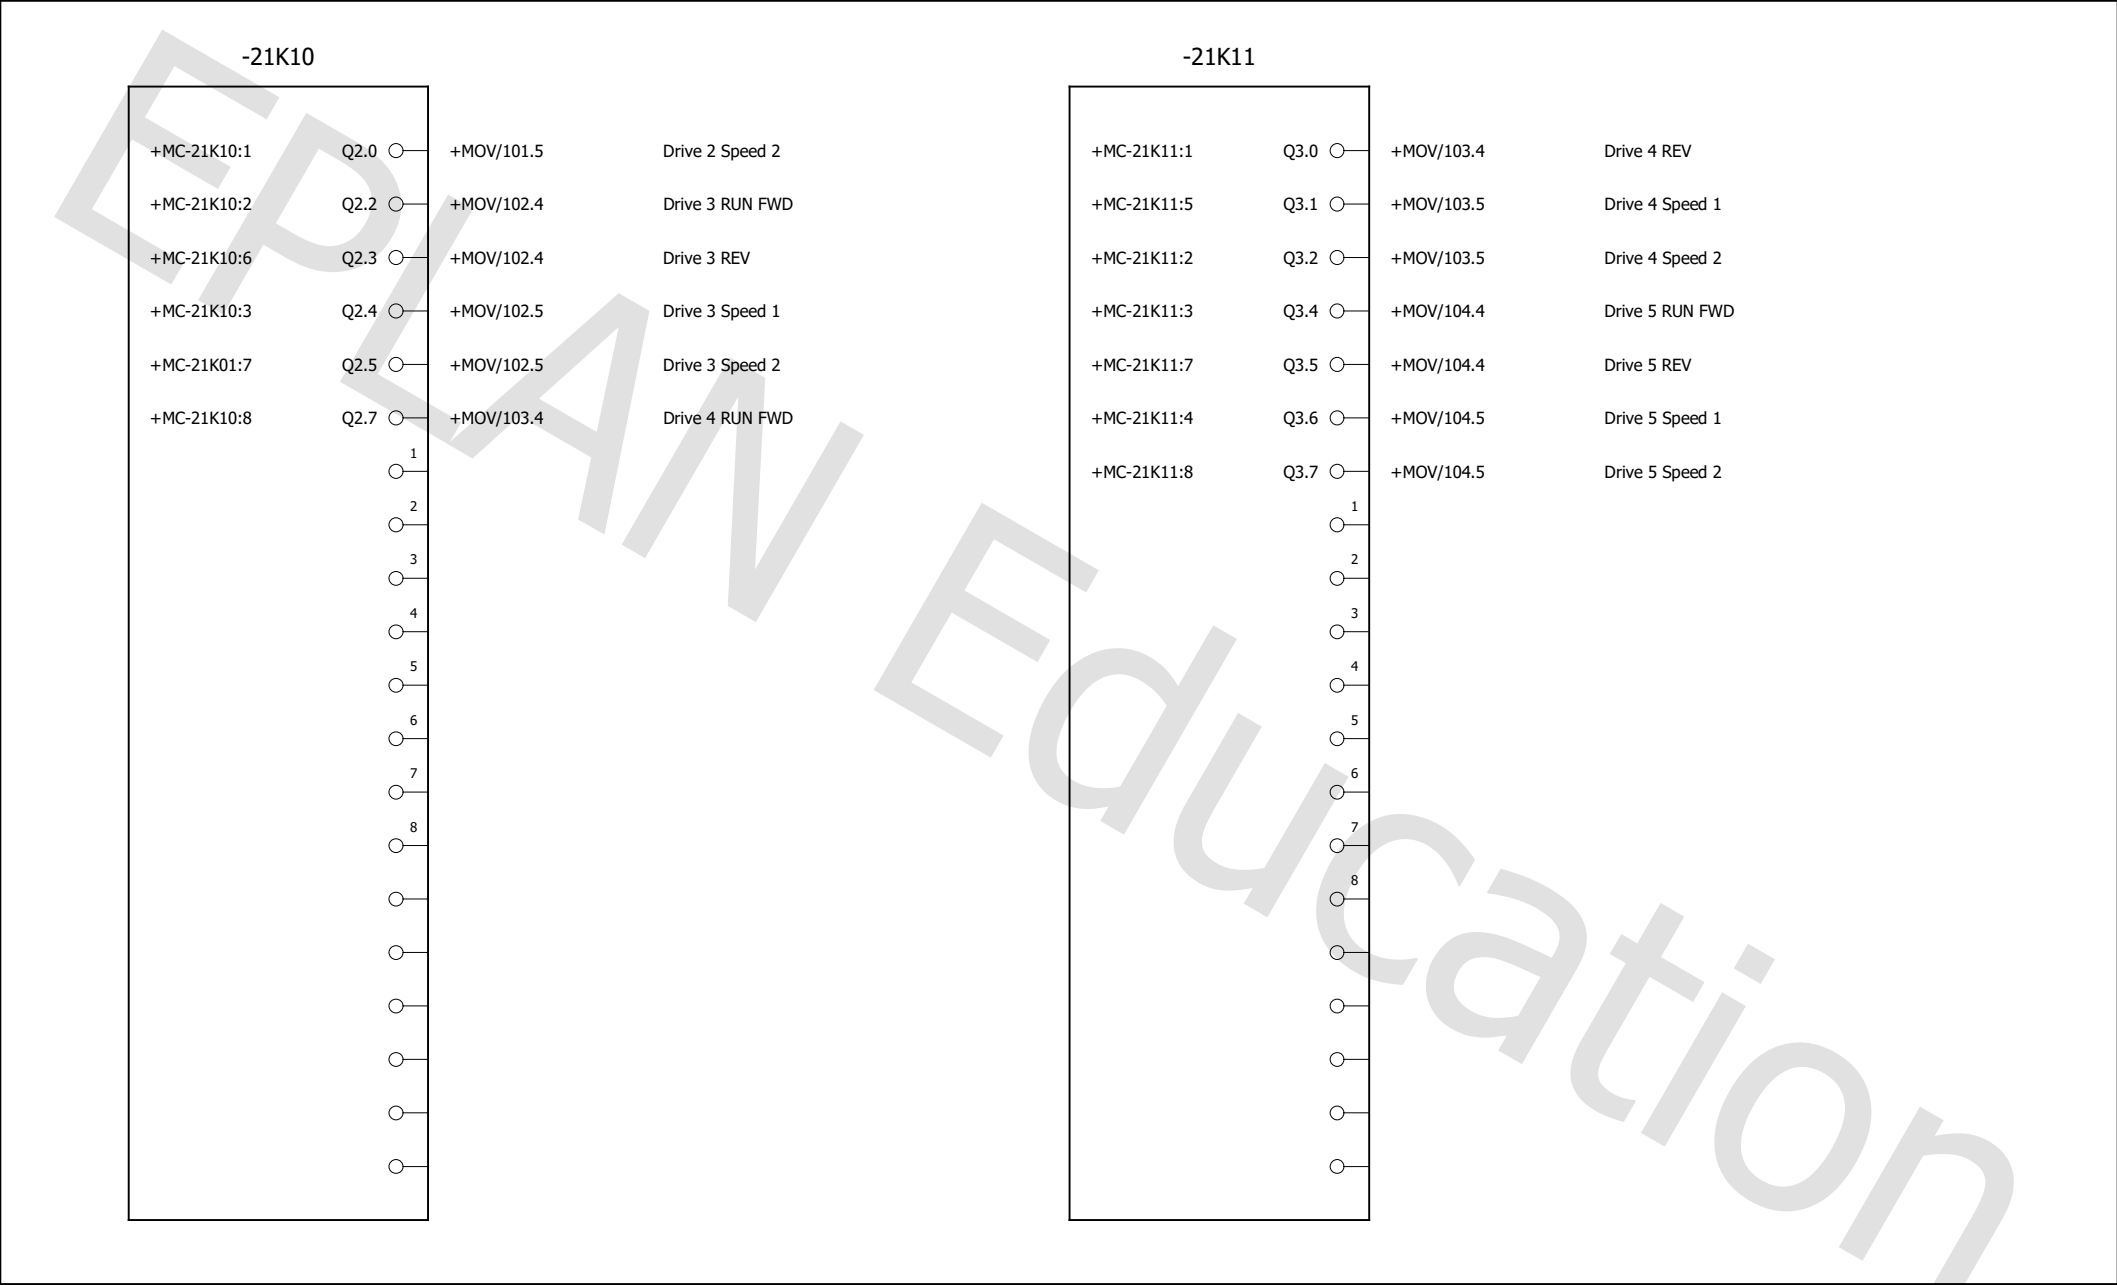 -21K10
+MC-21K10:1 Q2.0 +MOV/101.5 Drive 2 Speed 2
+MC-21K10:2 Q2.2 +MOV/102.4 Drive 3 RUN FWD
+MC-21K10:6 Q2.3 +MOV/102.4 Drive 3 REV
+MC-21K10:3 Q2.4 +MOV/102.5 Drive 3 Speed 1
+MC-21K01:7 Q2.5 +MOV/102.5 Drive 3 Speed 2
+MC-21K10:8 Q2.7 +MOV/103.4 Drive 4 RUN FWD
1
2
3
4
5
6
7
8
-21K11
+MC-21K11:1 Q3.0 +MOV/103.4 Drive 4 REV
+MC-21K11:5 Q3.1 +MOV/103.5 Drive 4 Speed 1
+MC-21K11:2 Q3.2 +MOV/103.5 Drive 4 Speed 2
+MC-21K11:3 Q3.4 +MOV/104.4 Drive 5 RUN FWD
+MC-21K11:7 Q3.5 +MOV/104.4 Drive 5 REV
+MC-21K11:4 Q3.6 +MOV/104.5 Drive 5 Speed 1
+MC-21K11:8 Q3.7 +MOV/104.5 Drive 5 Speed 2
1
2
3
4
5
6
7
8
EPLAN Education